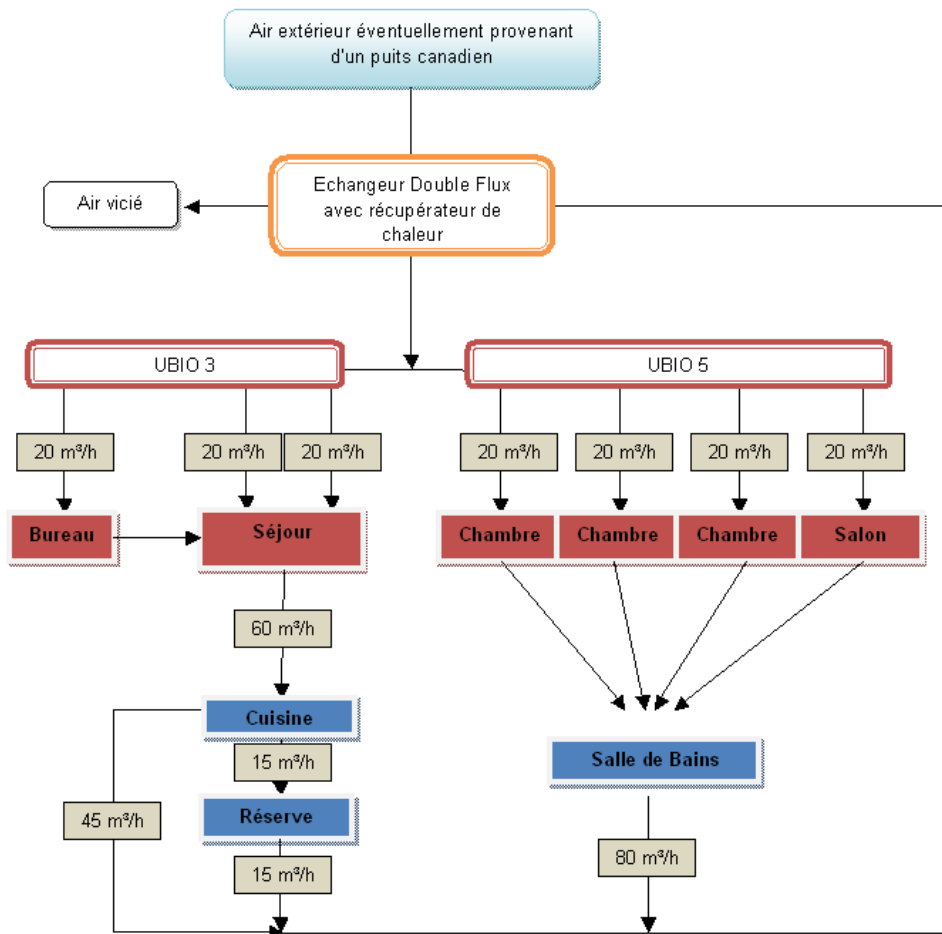 Air extérieur éventuellement provenant
d'un puits canadien
Echangeur Double Flux
avec récupérateur de
chaleur
Air vicié
UBIO 3
UBIO 5
20 m³/h
20 m³/h
20 m³/h
20 m³/h
20 m³/h
20 m³/h
20 m³/h
Bureau
Séjour
Chambre
Chambre
Chambre
Salon
60 m³/h
Cuisine
15 m³/h
Salle de Bains
45 m³/h
Réserve
15 m³/h
80 m³/h